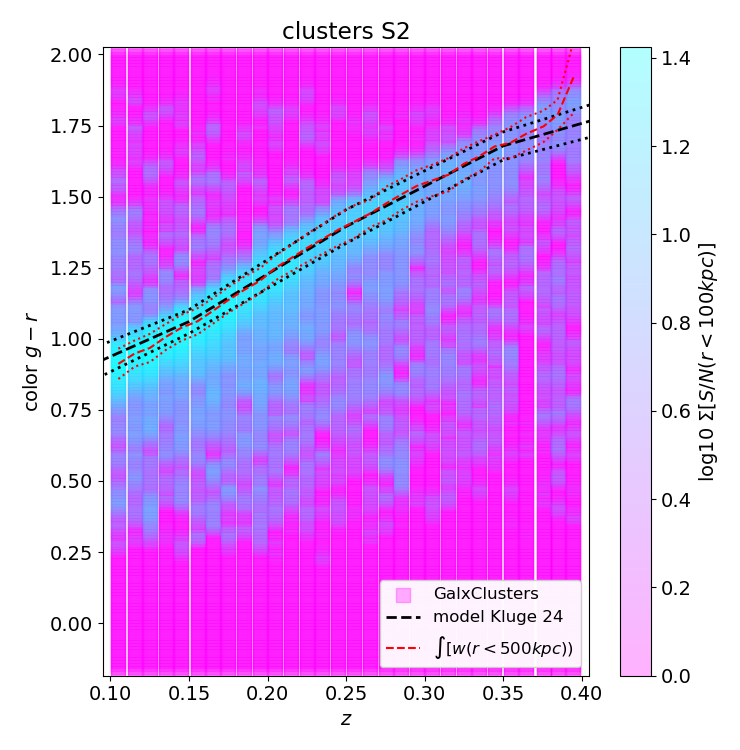 clusters S2
2.00
1.75
1.50
1.25
1.00
0.75
0.50
0.25
0.00
color g − r
0.10 0.15 0.20 0.25 0.30 0.35 0.40
z
GalxClusters
model Kluge 24
∫[w(r < 500kpc))
1.4
1.2
1.0
0.8
0.6
0.4
0.2
0.0
log10 Σ[S/N(r < 100kpc)]